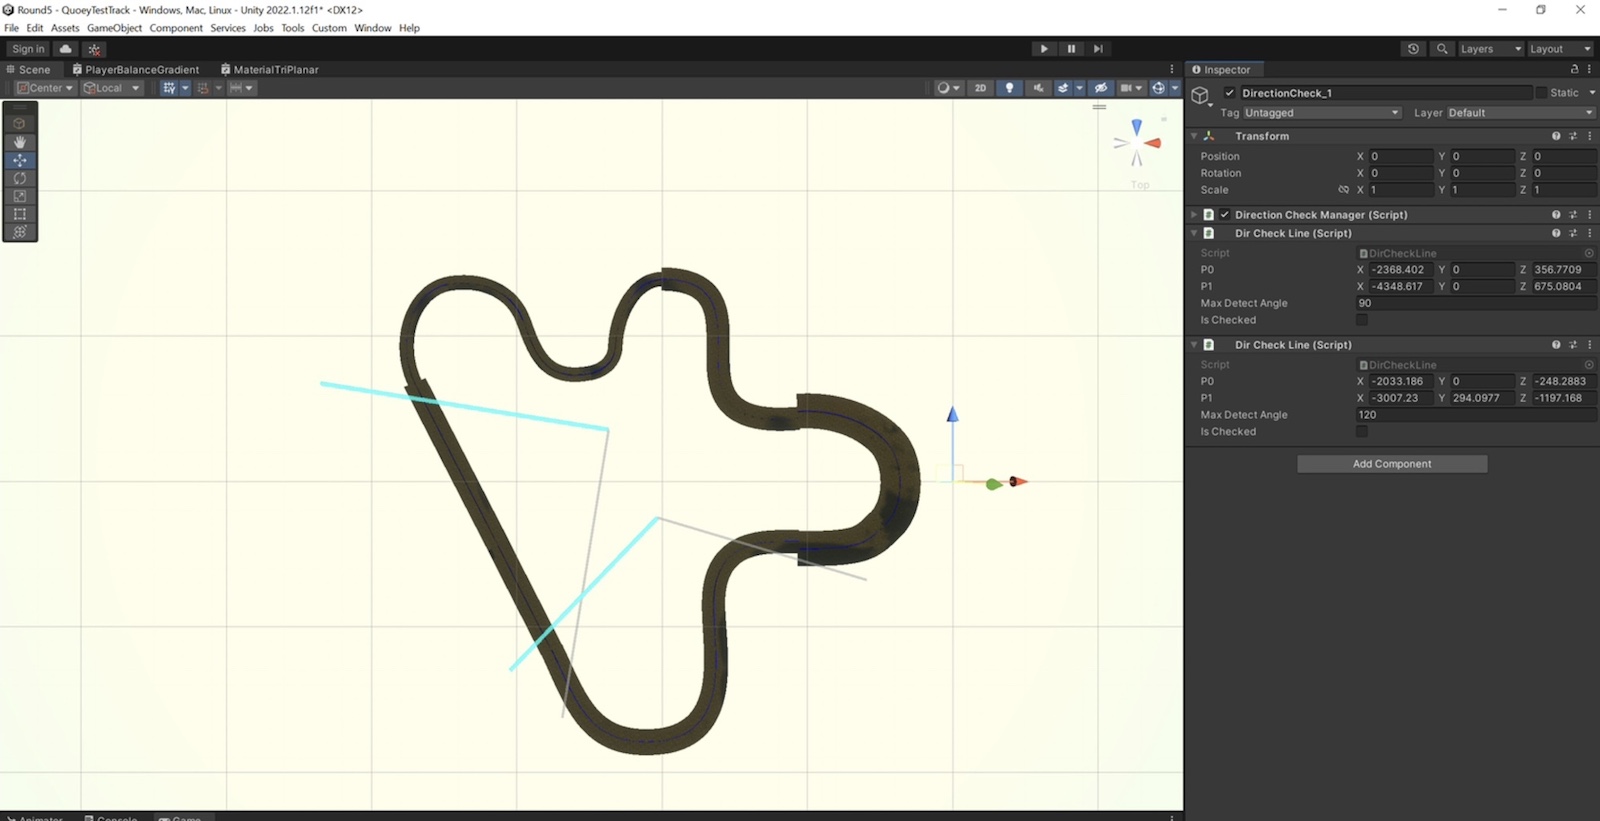 Round5 - QuoeyTestTrack - Windows, Mac, Linux - Unity 2022.1.12f1* <DX12>
File Edit Assets GameObject Component Services Jobs Tools Custom Window Help
Sign in
Layers
Layout
Scene
PlayerBalanceGradient
MaterialTriPlanar
Center
Local
2D
Top
Inspector
DirectionCheck_1
Static
Tag Untagged
Layer Default
Transform
Position X 0 Y 0 Z 0
Rotation X 0 Y 0 Z 0
Scale X 1 Y 1 Z 1
Direction Check Manager (Script)
Dir Check Line (Script)
Script DirCheckLine
P0 X -2368.402 Y 0 Z 356.7709
P1 X -4348.617 Y 0 Z 675.0804
Max Detect Angle 90
Is Checked
Dir Check Line (Script)
Script DirCheckLine
P0 X -2033.186 Y 0 Z -248.2883
P1 X -3007.23 Y 294.0977 Z -1197.168
Max Detect Angle 120
Is Checked
Add Component
Animator
Console
Game